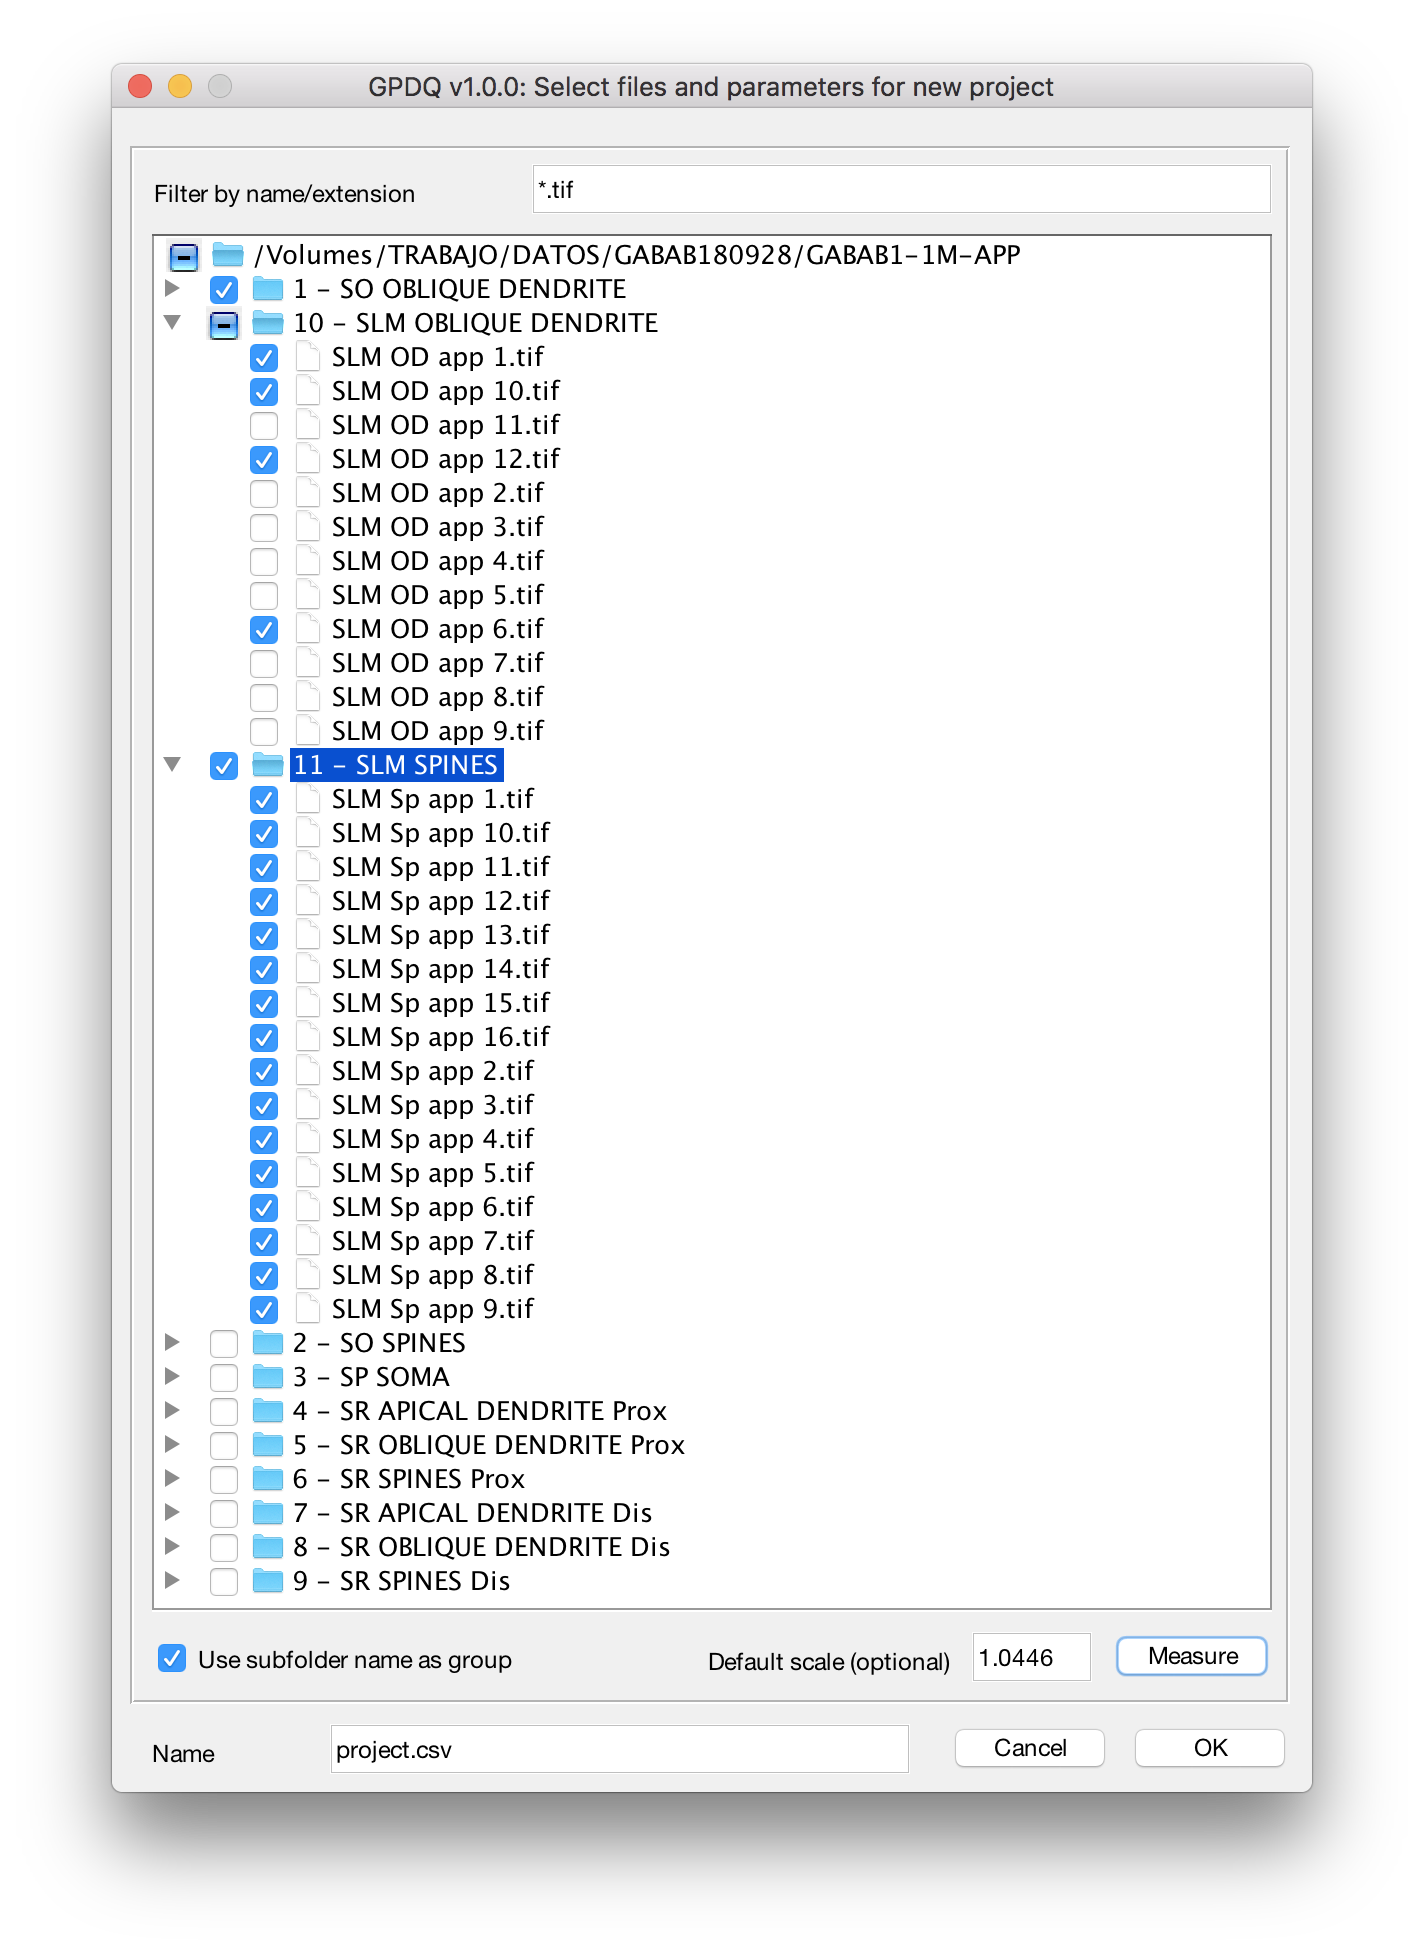 GPDQ v1.0.0: Select files and parameters for new project
Filter by name/extension
*.tif
/Volumes/TRABAJO/DATOS/GABAB180928/GABAB1-1M-APP
1 - SO OBLIQUE DENDRITE
10 - SLM OBLIQUE DENDRITE
SLM OD app 1.tif
SLM OD app 10.tif
SLM OD app 11.tif
SLM OD app 12.tif
SLM OD app 2.tif
SLM OD app 3.tif
SLM OD app 4.tif
SLM OD app 5.tif
SLM OD app 6.tif
SLM OD app 7.tif
SLM OD app 8.tif
SLM OD app 9.tif
11 - SLM SPINES
SLM Sp app 1.tif
SLM Sp app 10.tif
SLM Sp app 11.tif
SLM Sp app 12.tif
SLM Sp app 13.tif
SLM Sp app 14.tif
SLM Sp app 15.tif
SLM Sp app 16.tif
SLM Sp app 2.tif
SLM Sp app 3.tif
SLM Sp app 4.tif
SLM Sp app 5.tif
SLM Sp app 6.tif
SLM Sp app 7.tif
SLM Sp app 8.tif
SLM Sp app 9.tif
2 - SO SPINES
3 - SP SOMA
4 - SR APICAL DENDRITE Prox
5 - SR OBLIQUE DENDRITE Prox
6 - SR SPINES Prox
7 - SR APICAL DENDRITE Dis
8 - SR OBLIQUE DENDRITE Dis
9 - SR SPINES Dis
Use subfolder name as group
Default scale (optional)
1.0446
Measure
Name
project.csv
Cancel
OK